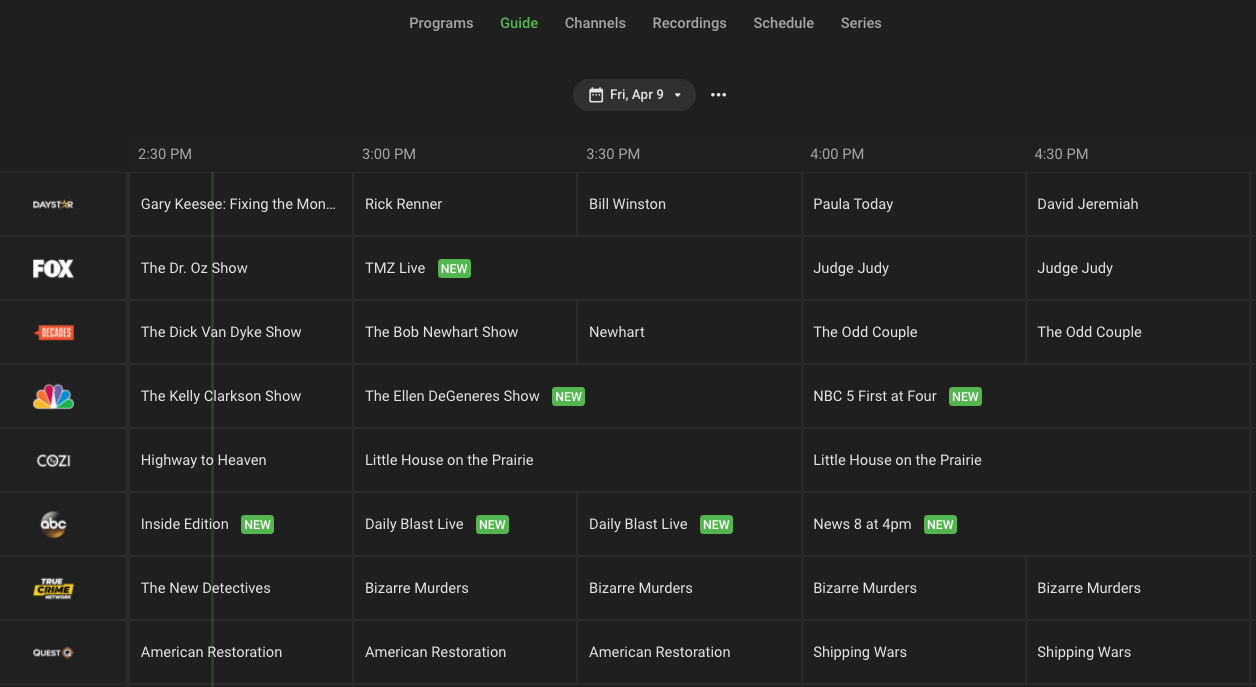 Programs Guide Channels Recordings Schedule Series
Fri, Apr 9
2:30 PM 3:00 PM 3:30 PM 4:00 PM 4:30 PM
DAYSTAR Gary Keesee: Fixing the Mon... Rick Renner Bill Winston Paula Today David Jeremiah
FOX The Dr. Oz Show TMZ Live NEW Judge Judy Judge Judy
DECADES The Dick Van Dyke Show The Bob Newhart Show Newhart The Odd Couple The Odd Couple
The Kelly Clarkson Show The Ellen DeGeneres Show NEW NBC 5 First at Four NEW
COZI Highway to Heaven Little House on the Prairie Little House on the Prairie
abc Inside Edition NEW Daily Blast Live NEW Daily Blast Live NEW News 8 at 4pm NEW
TRUE CRIME NETWORK The New Detectives Bizarre Murders Bizarre Murders Bizarre Murders Bizarre Murders
QUEST American Restoration American Restoration American Restoration Shipping Wars Shipping Wars